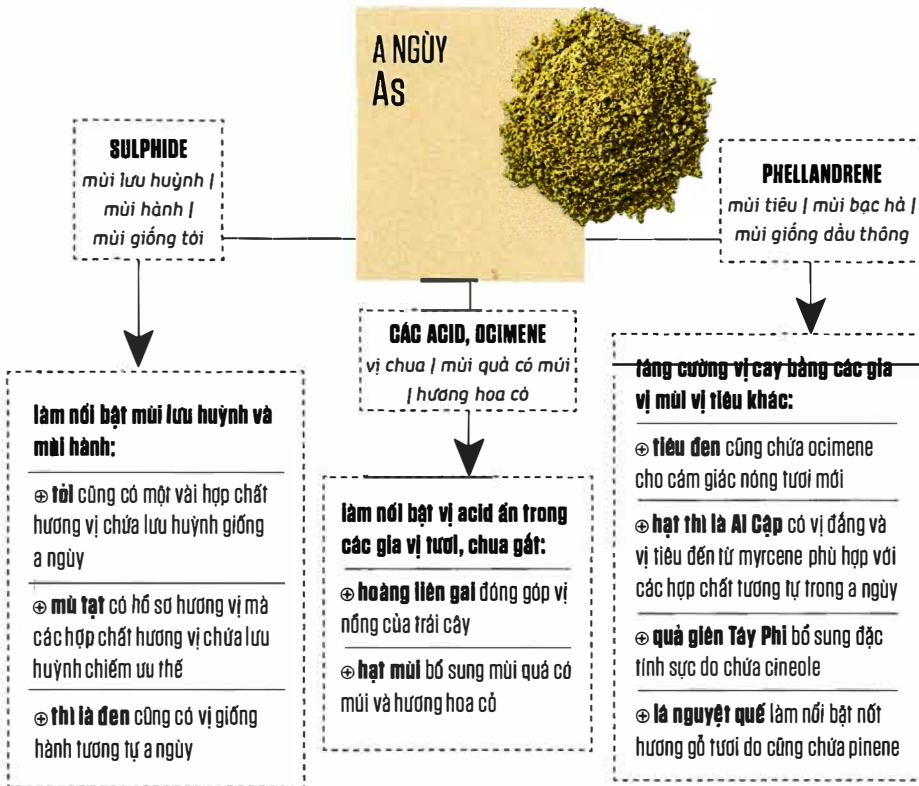 A NGÙY
As
SULPHIDE
mùi lưu huỳnh |
mùi hành |
mùi giống tỏi
PHELLANDRENE
mùi tiêu | mùi bạc hà |
mùi giống dầu thông
CÁC ACID, OCIMENE
vị chua | mùi quả có múi
| hương hoa cỏ
làm nổi bật mùi lưu huỳnh và
mùi hành:
⊕ tỏi cũng có một vài hợp chất
hương vị chứa lưu huỳnh giống
a ngùy
⊕ mù tạt có hồ sơ hương vị mà
các hợp chất hương vị chứa lưu
huỳnh chiếm ưu thế
⊕ thì là đen cũng có vị giống
hành tương tự a ngùy
làm nổi bật vị acid ẩn trong
các gia vị tươi, chua gắt:
⊕ hoàng liên gai đóng góp vị
nồng của trái cây
⊕ hạt mùi bổ sung mùi quả có
múi và hương hoa cỏ
tăng cường vị cay bằng các gia
vị mùi vị tiêu khác:
⊕ tiêu đen cũng chứa ocimene
cho cảm giác nóng tươi mới
⊕ hạt thì là Ai Cập có vị đắng và
vị tiêu đến từ myrcene phù hợp với
các hợp chất tương tự trong a ngùy
⊕ quả giên Tây Phi bổ sung đặc
tính sực do chứa cineole
⊕ lá nguyệt quế làm nổi bật nốt
hương gỗ tươi do cũng chứa pinene